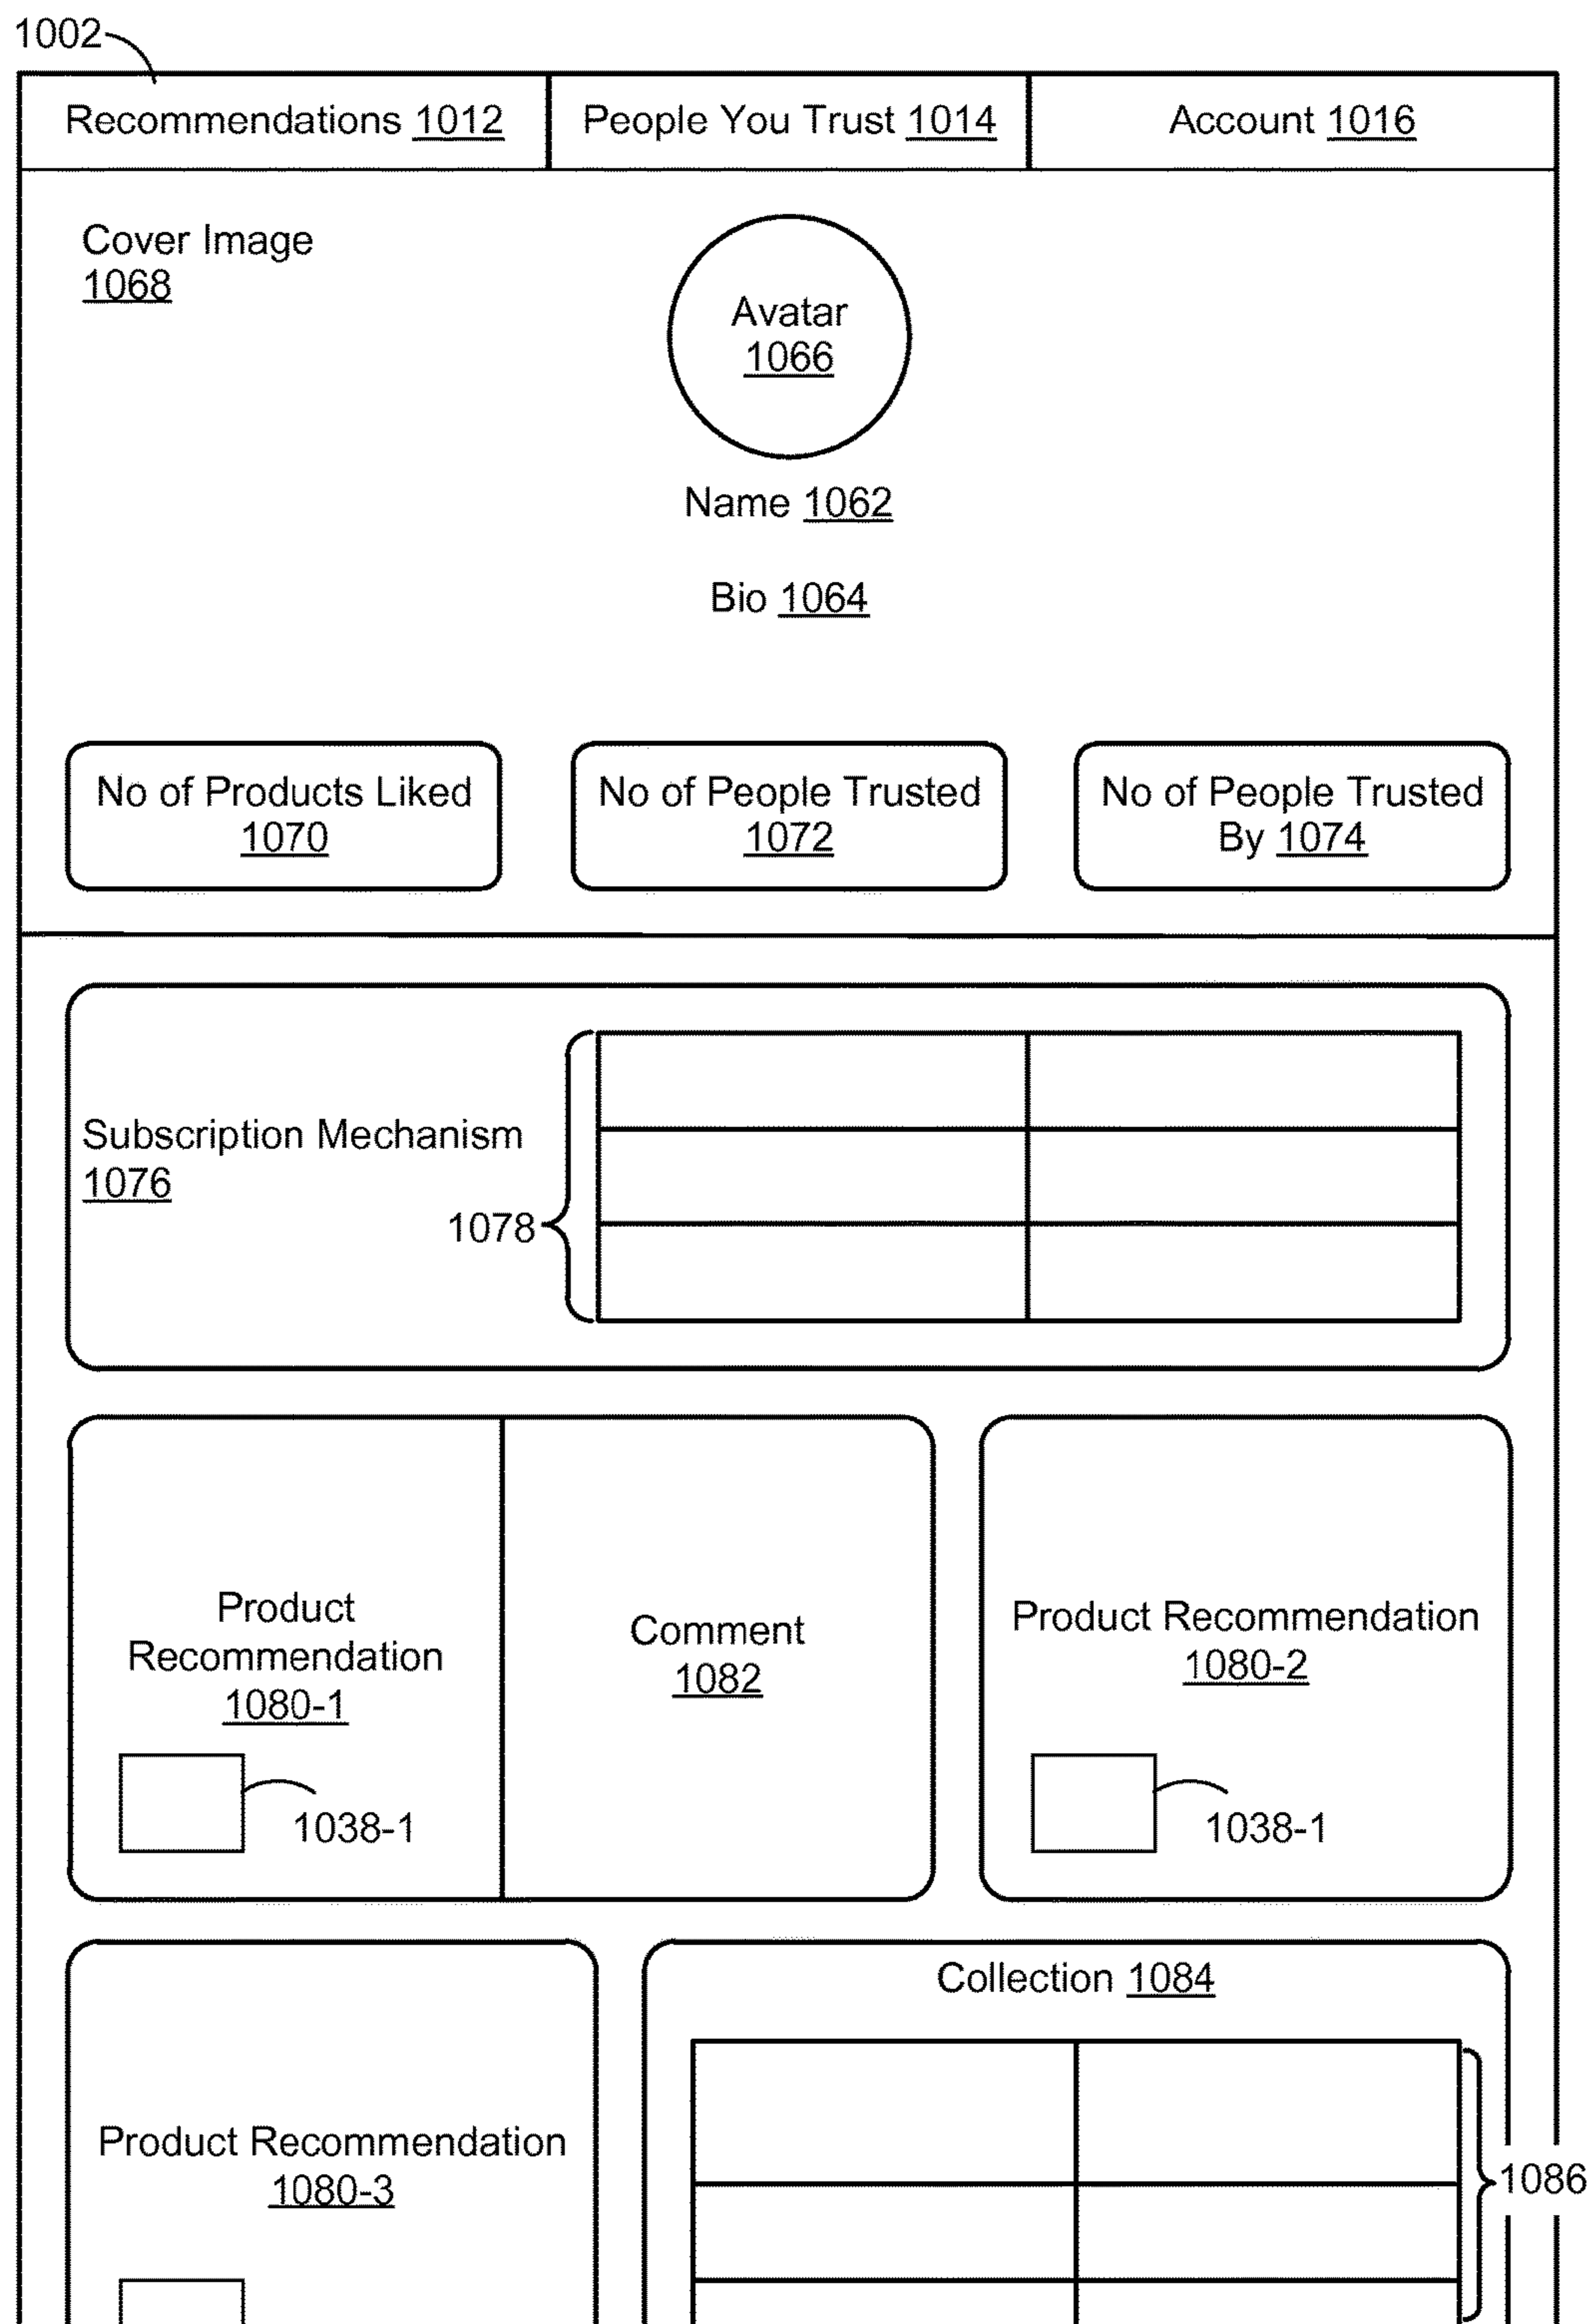 1002
Recommendations 1012
People You Trust 1014
Account 1016
Cover Image
1068
Avatar
1066
Name 1062
Bio 1064
No of Products Liked
1070
No of People Trusted
1072
No of People Trusted
By 1074
Subscription Mechanism
1076
1078
Product
Recommendation
1080-1
1038-1
Comment
1082
Product Recommendation
1080-2
1038-1
Product Recommendation
1080-3
Collection 1084
1086